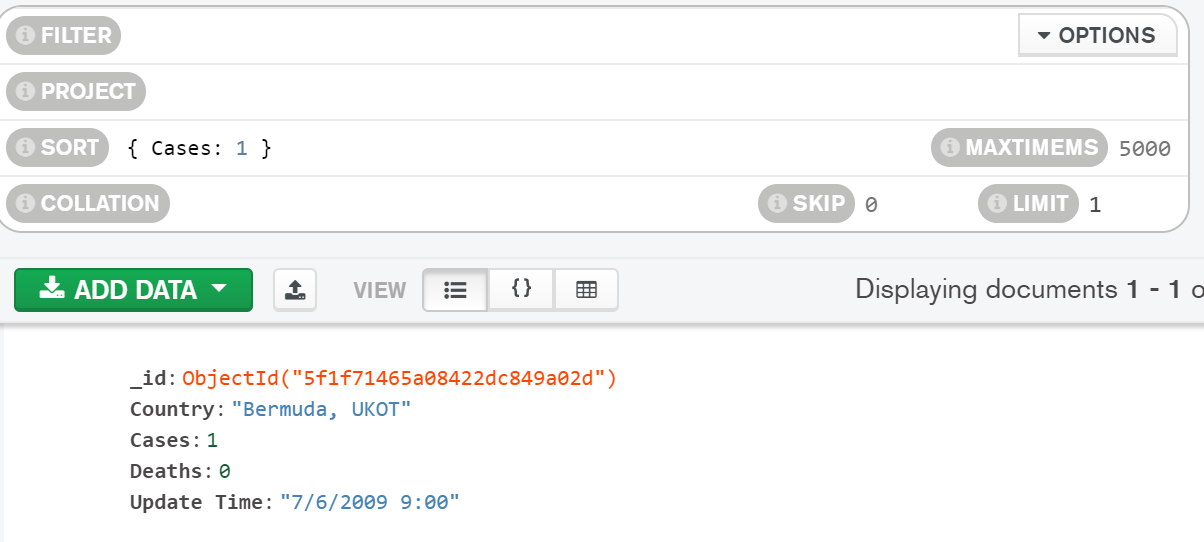 FILTER
OPTIONS
PROJECT
SORT { Cases: 1 } MAXTIMEMS 5000
COLLATION SKIP 0 LIMIT 1
ADD DATA VIEW {} Displaying documents 1 - 1 o
_id: ObjectId("5f1f71465a08422dc849a02d")
Country: "Bermuda, UKOT"
Cases: 1
Deaths: 0
Update Time: "7/6/2009 9:00"